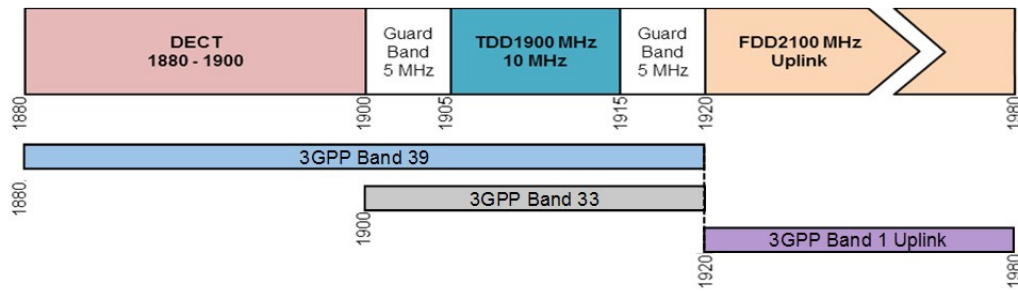 DECT
1880 - 1900
Guard
Band
5 MHz
TDD1900 MHz
10 MHz
Guard
Band
5 MHz
FDD2100 MHz
Uplink
1880
1900
1905
1915
1920
1980
3GPP Band 39
1880
3GPP Band 33
1900
3GPP Band 1 Uplink
1920
1980